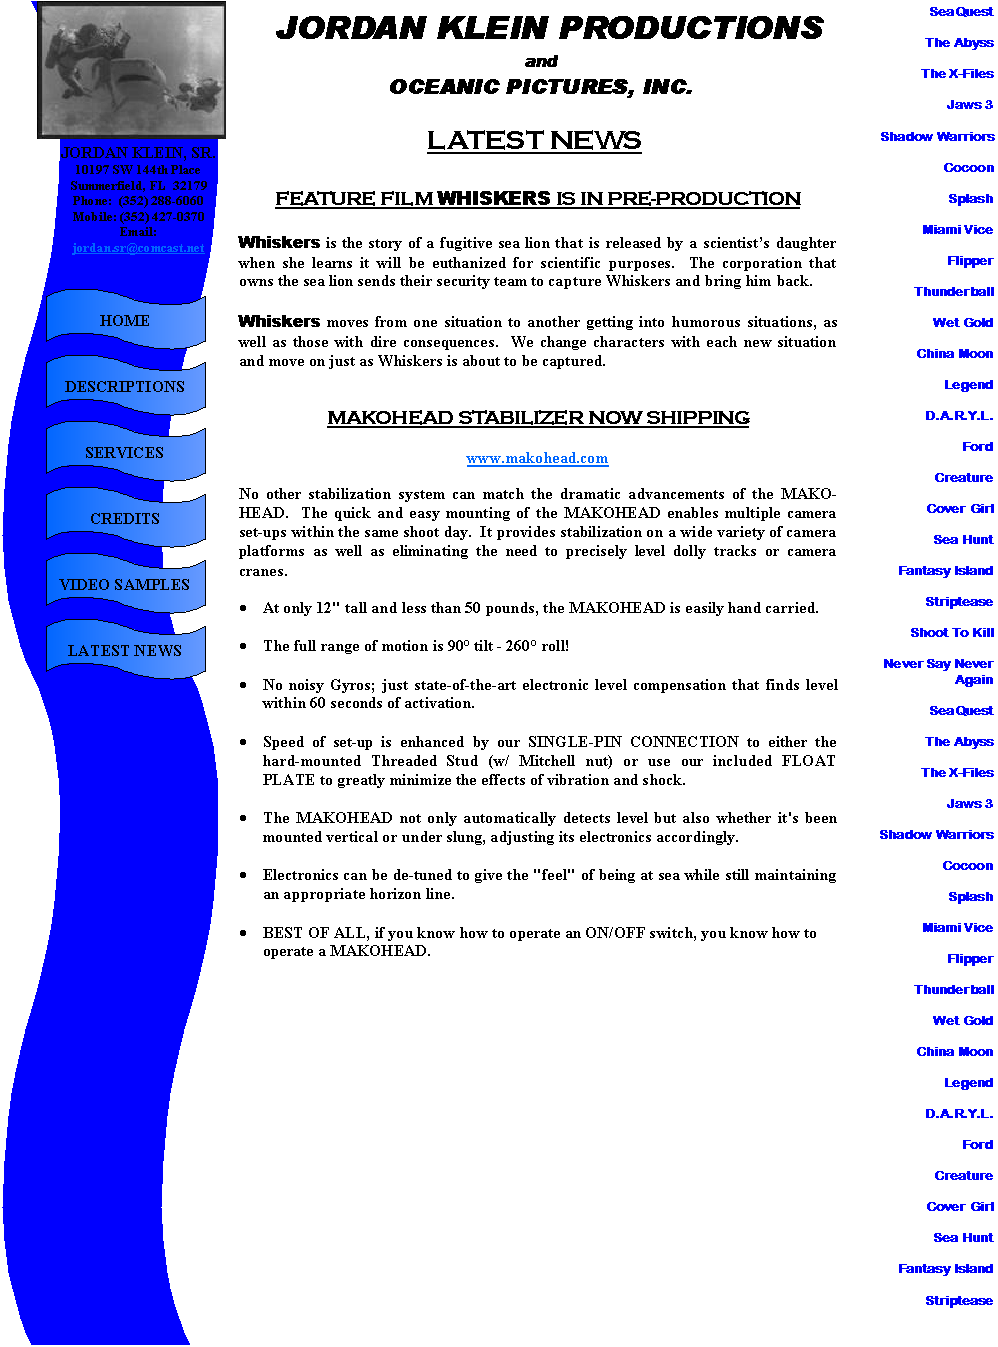 JORDAN KLEIN PRODUCTIONS
and
OCEANIC PICTURES, INC.
JORDAN KLEIN, SR.
10197 SW 144th Place
Summerfield, FL  32179
Phone:  (352) 288-6060
Mobile: (352) 427-0370
Email:
jordan.sr@comcast.net
HOME
DESCRIPTIONS
SERVICES
CREDITS
VIDEO SAMPLES
LATEST NEWS
LATEST NEWS
FEATURE FILM WHISKERS IS IN PRE-PRODUCTION
Whiskers is the story of a fugitive sea lion that is released by a scientist's daughter
when she learns it will be euthanized for scientific purposes.  The corporation that
owns the sea lion sends their security team to capture Whiskers and bring him back.
Whiskers moves from one situation to another getting into humorous situations, as
well as those with dire consequences.  We change characters with each new situation
and move on just as Whiskers is about to be captured.
MAKOHEAD STABILIZER NOW SHIPPING
www.makohead.com
No other stabilization system can match the dramatic advancements of the MAKO-
HEAD.  The quick and easy mounting of the MAKOHEAD enables multiple camera
set-ups within the same shoot day.  It provides stabilization on a wide variety of camera
platforms as well as eliminating the need to precisely level dolly tracks or camera
cranes.
• At only 12" tall and less than 50 pounds, the MAKOHEAD is easily hand carried.
• The full range of motion is 90° tilt - 260° roll!
• No noisy Gyros; just state-of-the-art electronic level compensation that finds level
within 60 seconds of activation.
• Speed of set-up is enhanced by our SINGLE-PIN CONNECTION to either the
hard-mounted Threaded Stud (w/ Mitchell nut) or use our included FLOAT
PLATE to greatly minimize the effects of vibration and shock.
• The MAKOHEAD not only automatically detects level but also whether it's been
mounted vertical or under slung, adjusting its electronics accordingly.
• Electronics can be de-tuned to give the "feel" of being at sea while still maintaining
an appropriate horizon line.
• BEST OF ALL, if you know how to operate an ON/OFF switch, you know how to
operate a MAKOHEAD.
SeaQuest
The Abyss
The X-Files
Jaws 3
Shadow Warriors
Cocoon
Splash
Miami Vice
Flipper
Thunderball
Wet Gold
China Moon
Legend
D.A.R.Y.L.
Ford
Creature
Cover Girl
Sea Hunt
Fantasy Island
Striptease
Shoot To Kill
Never Say Never
Again
SeaQuest
The Abyss
The X-Files
Jaws 3
Shadow Warriors
Cocoon
Splash
Miami Vice
Flipper
Thunderball
Wet Gold
China Moon
Legend
D.A.R.Y.L.
Ford
Creature
Cover Girl
Sea Hunt
Fantasy Island
Striptease